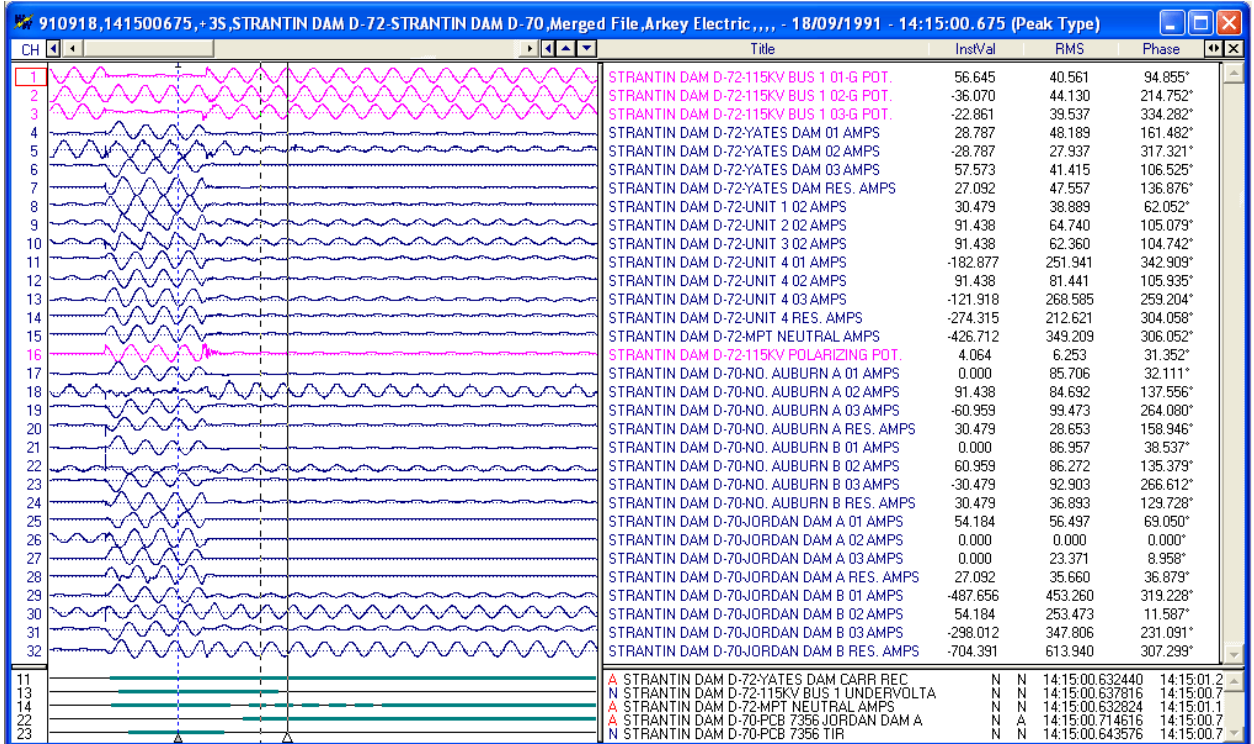 910918,141500675,+3S,STRANTIN DAM D-72-STRANTIN DAM D-70,Merged File,Arkey Electric,,,, - 18/09/1991 - 14:15:00.675 (Peak Type)
CH Title InstVal RMS Phase
1 STRANTIN DAM D-72-115KV BUS 1 01-G POT. 56.645 40.561 94.855°
2 STRANTIN DAM D-72-115KV BUS 1 02-G POT. -36.070 44.130 214.752°
3 STRANTIN DAM D-72-115KV BUS 1 03-G POT. -22.861 39.537 334.282°
4 STRANTIN DAM D-72-YATES DAM 01 AMPS 28.787 48.189 161.482°
5 STRANTIN DAM D-72-YATES DAM 02 AMPS -28.787 27.937 317.321°
6 STRANTIN DAM D-72-YATES DAM 03 AMPS 57.573 41.415 106.525°
7 STRANTIN DAM D-72-YATES DAM RES. AMPS 27.092 47.557 136.876°
8 STRANTIN DAM D-72-UNIT 1 02 AMPS 30.479 38.889 62.052°
9 STRANTIN DAM D-72-UNIT 2 02 AMPS 91.438 64.740 105.079°
10 STRANTIN DAM D-72-UNIT 3 02 AMPS 91.438 62.360 104.742°
11 STRANTIN DAM D-72-UNIT 4 01 AMPS -182.877 251.941 342.909°
12 STRANTIN DAM D-72-UNIT 4 02 AMPS 91.438 81.441 105.935°
13 STRANTIN DAM D-72-UNIT 4 03 AMPS -121.918 268.585 259.204°
14 STRANTIN DAM D-72-UNIT 4 RES. AMPS -274.315 212.621 304.058°
15 STRANTIN DAM D-72-MPT NEUTRAL AMPS -426.712 349.209 306.052°
16 STRANTIN DAM D-72-115KV POLARIZING POT. 4.064 6.253 31.352°
17 STRANTIN DAM D-70-NO. AUBURN A 01 AMPS 0.000 85.706 32.111°
18 STRANTIN DAM D-70-NO. AUBURN A 02 AMPS 91.438 84.692 137.556°
19 STRANTIN DAM D-70-NO. AUBURN A 03 AMPS -60.959 99.473 264.080°
20 STRANTIN DAM D-70-NO. AUBURN A RES. AMPS 30.479 28.653 158.946°
21 STRANTIN DAM D-70-NO. AUBURN B 01 AMPS 0.000 86.957 38.537°
22 STRANTIN DAM D-70-NO. AUBURN B 02 AMPS 60.959 86.272 135.379°
23 STRANTIN DAM D-70-NO. AUBURN B 03 AMPS -30.479 92.903 266.612°
24 STRANTIN DAM D-70-NO. AUBURN B RES. AMPS 30.479 36.893 129.728°
25 STRANTIN DAM D-70-JORDAN DAM A 01 AMPS 54.184 56.497 69.050°
26 STRANTIN DAM D-70-JORDAN DAM A 02 AMPS 0.000 0.000 0.000°
27 STRANTIN DAM D-70-JORDAN DAM A 03 AMPS 0.000 23.371 8.958°
28 STRANTIN DAM D-70-JORDAN DAM A RES. AMPS 27.092 35.660 36.879°
29 STRANTIN DAM D-70-JORDAN DAM B 01 AMPS -487.656 453.260 319.228°
30 STRANTIN DAM D-70-JORDAN DAM B 02 AMPS 54.184 253.473 11.587°
31 STRANTIN DAM D-70-JORDAN DAM B 03 AMPS -298.012 347.806 231.091°
32 STRANTIN DAM D-70-JORDAN DAM B RES. AMPS -704.391 613.940 307.299°
11 A STRANTIN DAM D-72-YATES DAM CARR REC N N 14:15:00.632440 14:15:01.2
13 N STRANTIN DAM D-72-115KV BUS 1 UNDERVOLTA N N 14:15:00.637816 14:15:00.7
14 A STRANTIN DAM D-72-MPT NEUTRAL AMPS N N 14:15:00.632824 14:15:01.1
22 A STRANTIN DAM D-70-PCB 7356 JORDAN DAM A N A 14:15:00.714616 14:15:00.7
23 N STRANTIN DAM D-70-PCB 7356 TIR N N 14:15:00.643576 14:15:00.7